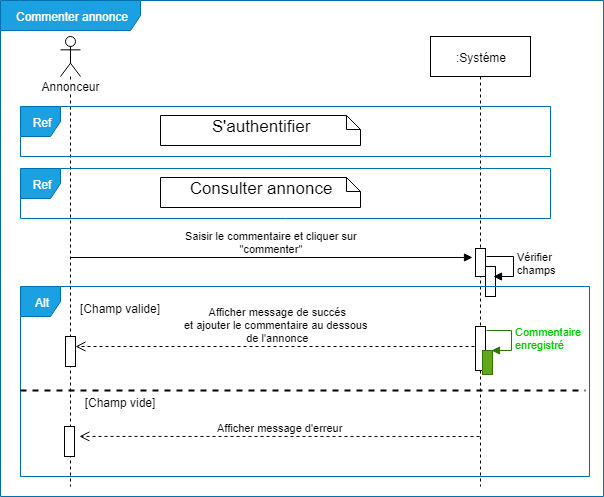 Commenter annonce
Annonceur
:Systéme
Ref
S'authentifier
Ref
Consulter annonce
Saisir le commentaire et cliquer sur
"commenter"
Vérifier
champs
Alt
[Champ valide]
Afficher message de succés
et ajouter le commentaire au dessous
de l'annonce
Commentaire
enregistré
[Champ vide]
Afficher message d'erreur